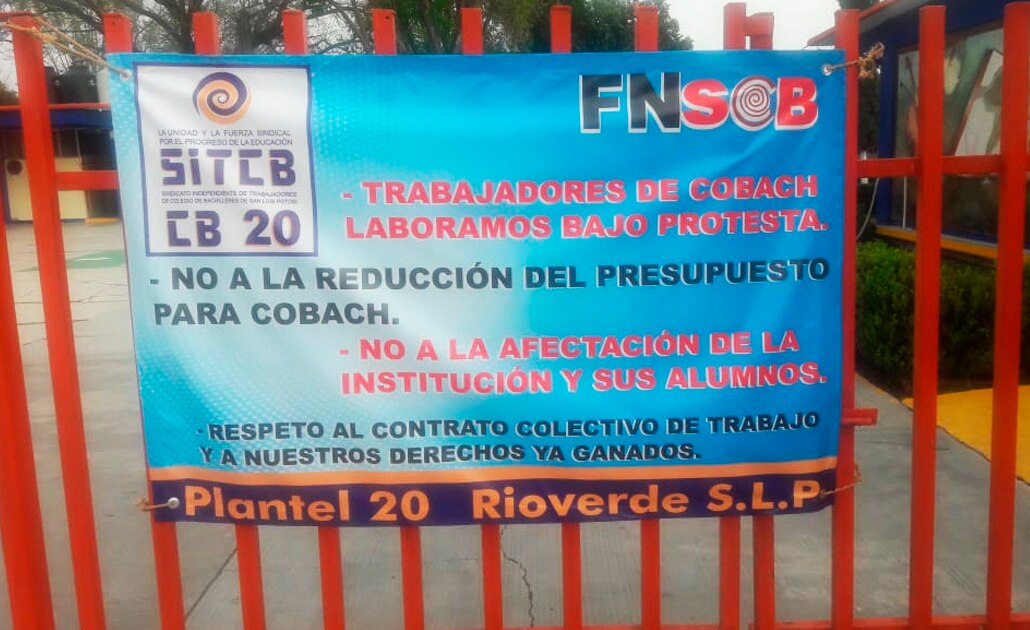 LA UNIDAD Y LA FUERZA SINDICAL
POR EL PROGRESO DE LA EDUCACIÓN
SITCB
SINDICATO INDEPENDIENTE DE TRABAJADORES
DE COLEGIO DE BACHILLERES DE SAN LUIS POTOSI
CB 20
FNSCB
- TRABAJADORES DE COBACH
LABORAMOS BAJO PROTESTA.
- NO A LA REDUCCIÓN DEL PRESUPUESTO
PARA COBACH.
- NO A LA AFECTACIÓN DE LA
INSTITUCIÓN Y SUS ALUMNOS.
- RESPETO AL CONTRATO COLECTIVO DE TRABAJO
Y A NUESTROS DERECHOS YA GANADOS.
Plantel 20 Rioverde S.L.P